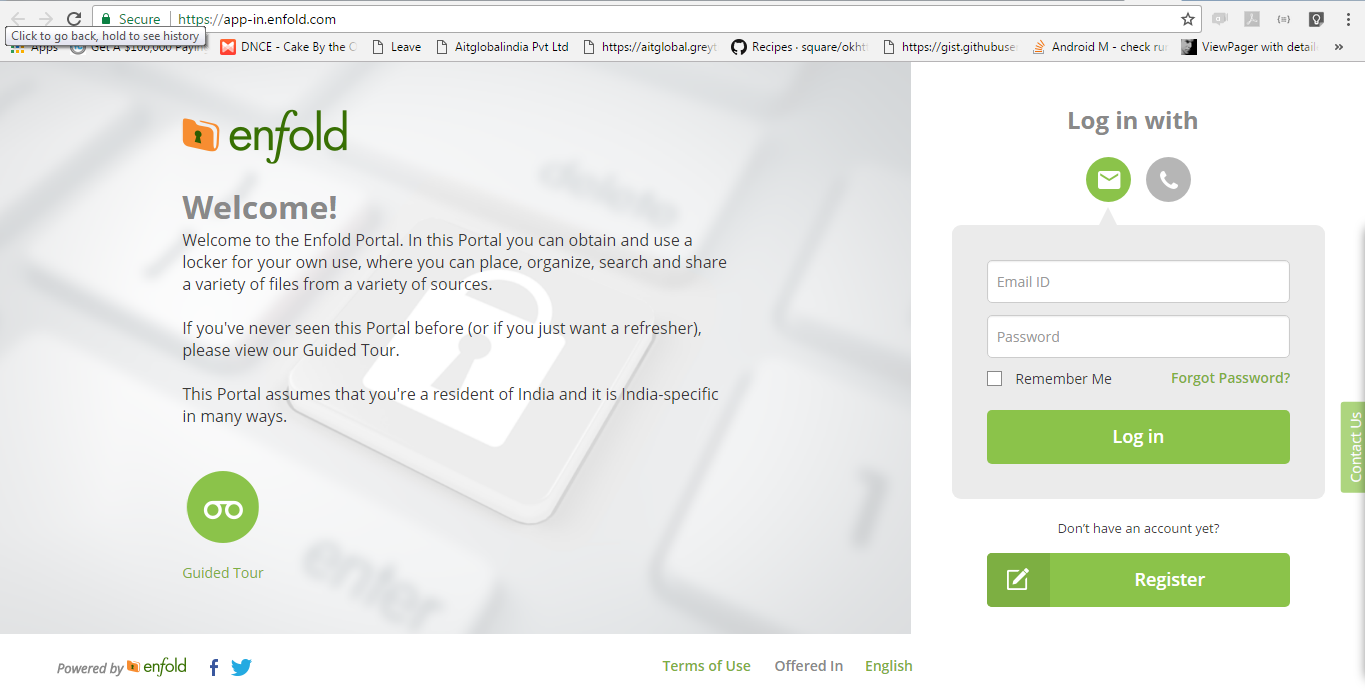 Secure
https://app-in.enfold.com
Click to go back, hold to see history
Apps
Get A $100,000 Payin
DNCE - Cake By the
Leave
Aitglobalindia Pvt Ltd
https://aitglobal.greyt
Recipes · square/okhtt
https://gist.githubuse
Android M - check ru
ViewPager with detail
»
enfold
Welcome!
Welcome to the Enfold Portal. In this Portal you can obtain and use a
locker for your own use, where you can place, organize, search and share
a variety of files from a variety of sources.
If you've never seen this Portal before (or if you just want a refresher),
please view our Guided Tour.
This Portal assumes that you're a resident of India and it is India-specific
in many ways.
Guided Tour
delete
enter
1
Log in with
Email ID
Password
Remember Me
Forgot Password?
Log in
Contact Us
Don't have an account yet?
Register
Powered by enfold
Terms of Use
Offered In
English